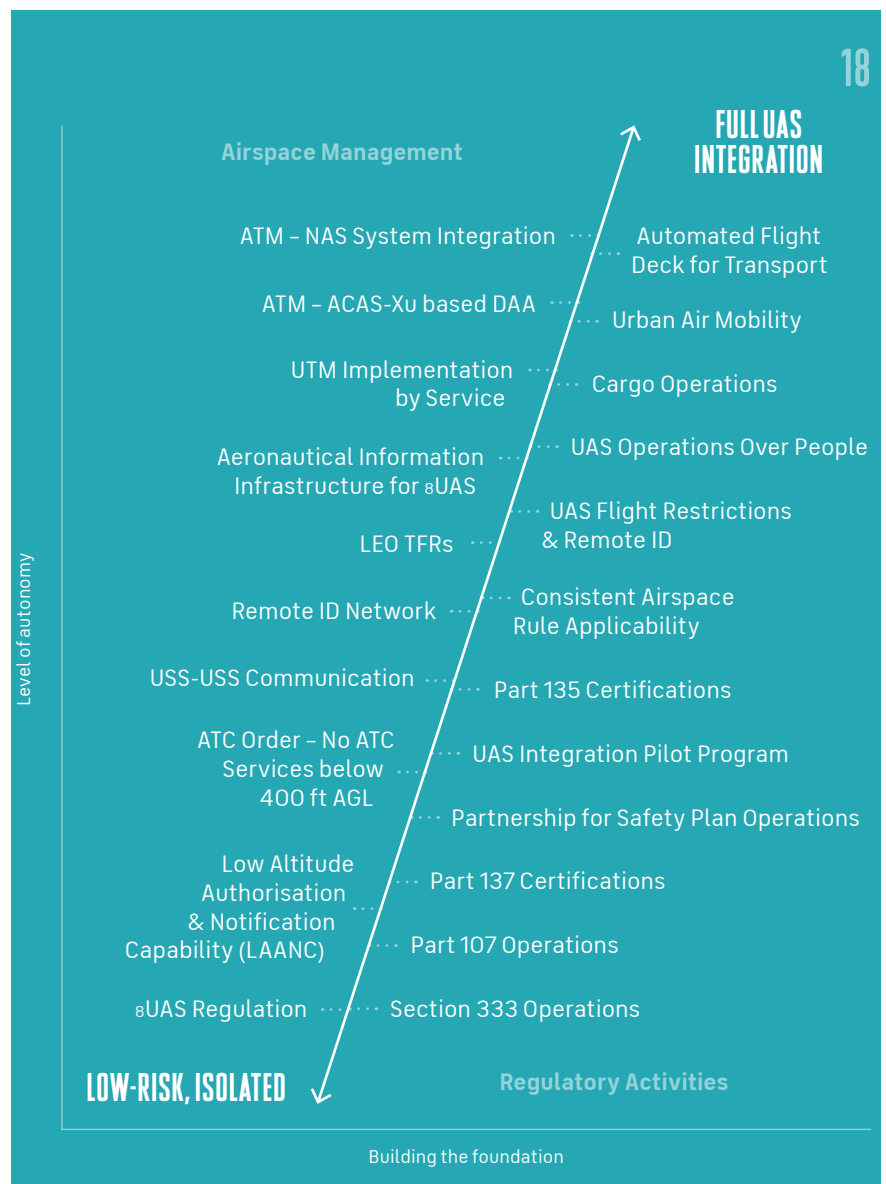 18
FULL UAS
INTEGRATION
Airspace Management
ATM – NAS System Integration
ATM – ACAS-Xu based DAA
UTM Implementation
by Service
Aeronautical Information
Infrastructure for 8UAS
LEO TFRs
Remote ID Network
USS-USS Communication
ATC Order – No ATC
Services below
400 ft AGL
Low Altitude
Authorisation
& Notification
Capability (LAANC)
8UAS Regulation
Automated Flight
Deck for Transport
Urban Air Mobility
Cargo Operations
UAS Operations Over People
UAS Flight Restrictions
& Remote ID
Consistent Airspace
Rule Applicability
Part 135 Certifications
UAS Integration Pilot Program
Partnership for Safety Plan Operations
Part 137 Certifications
Part 107 Operations
Section 333 Operations
LOW-RISK, ISOLATED
Regulatory Activities
Level of autonomy
Building the foundation